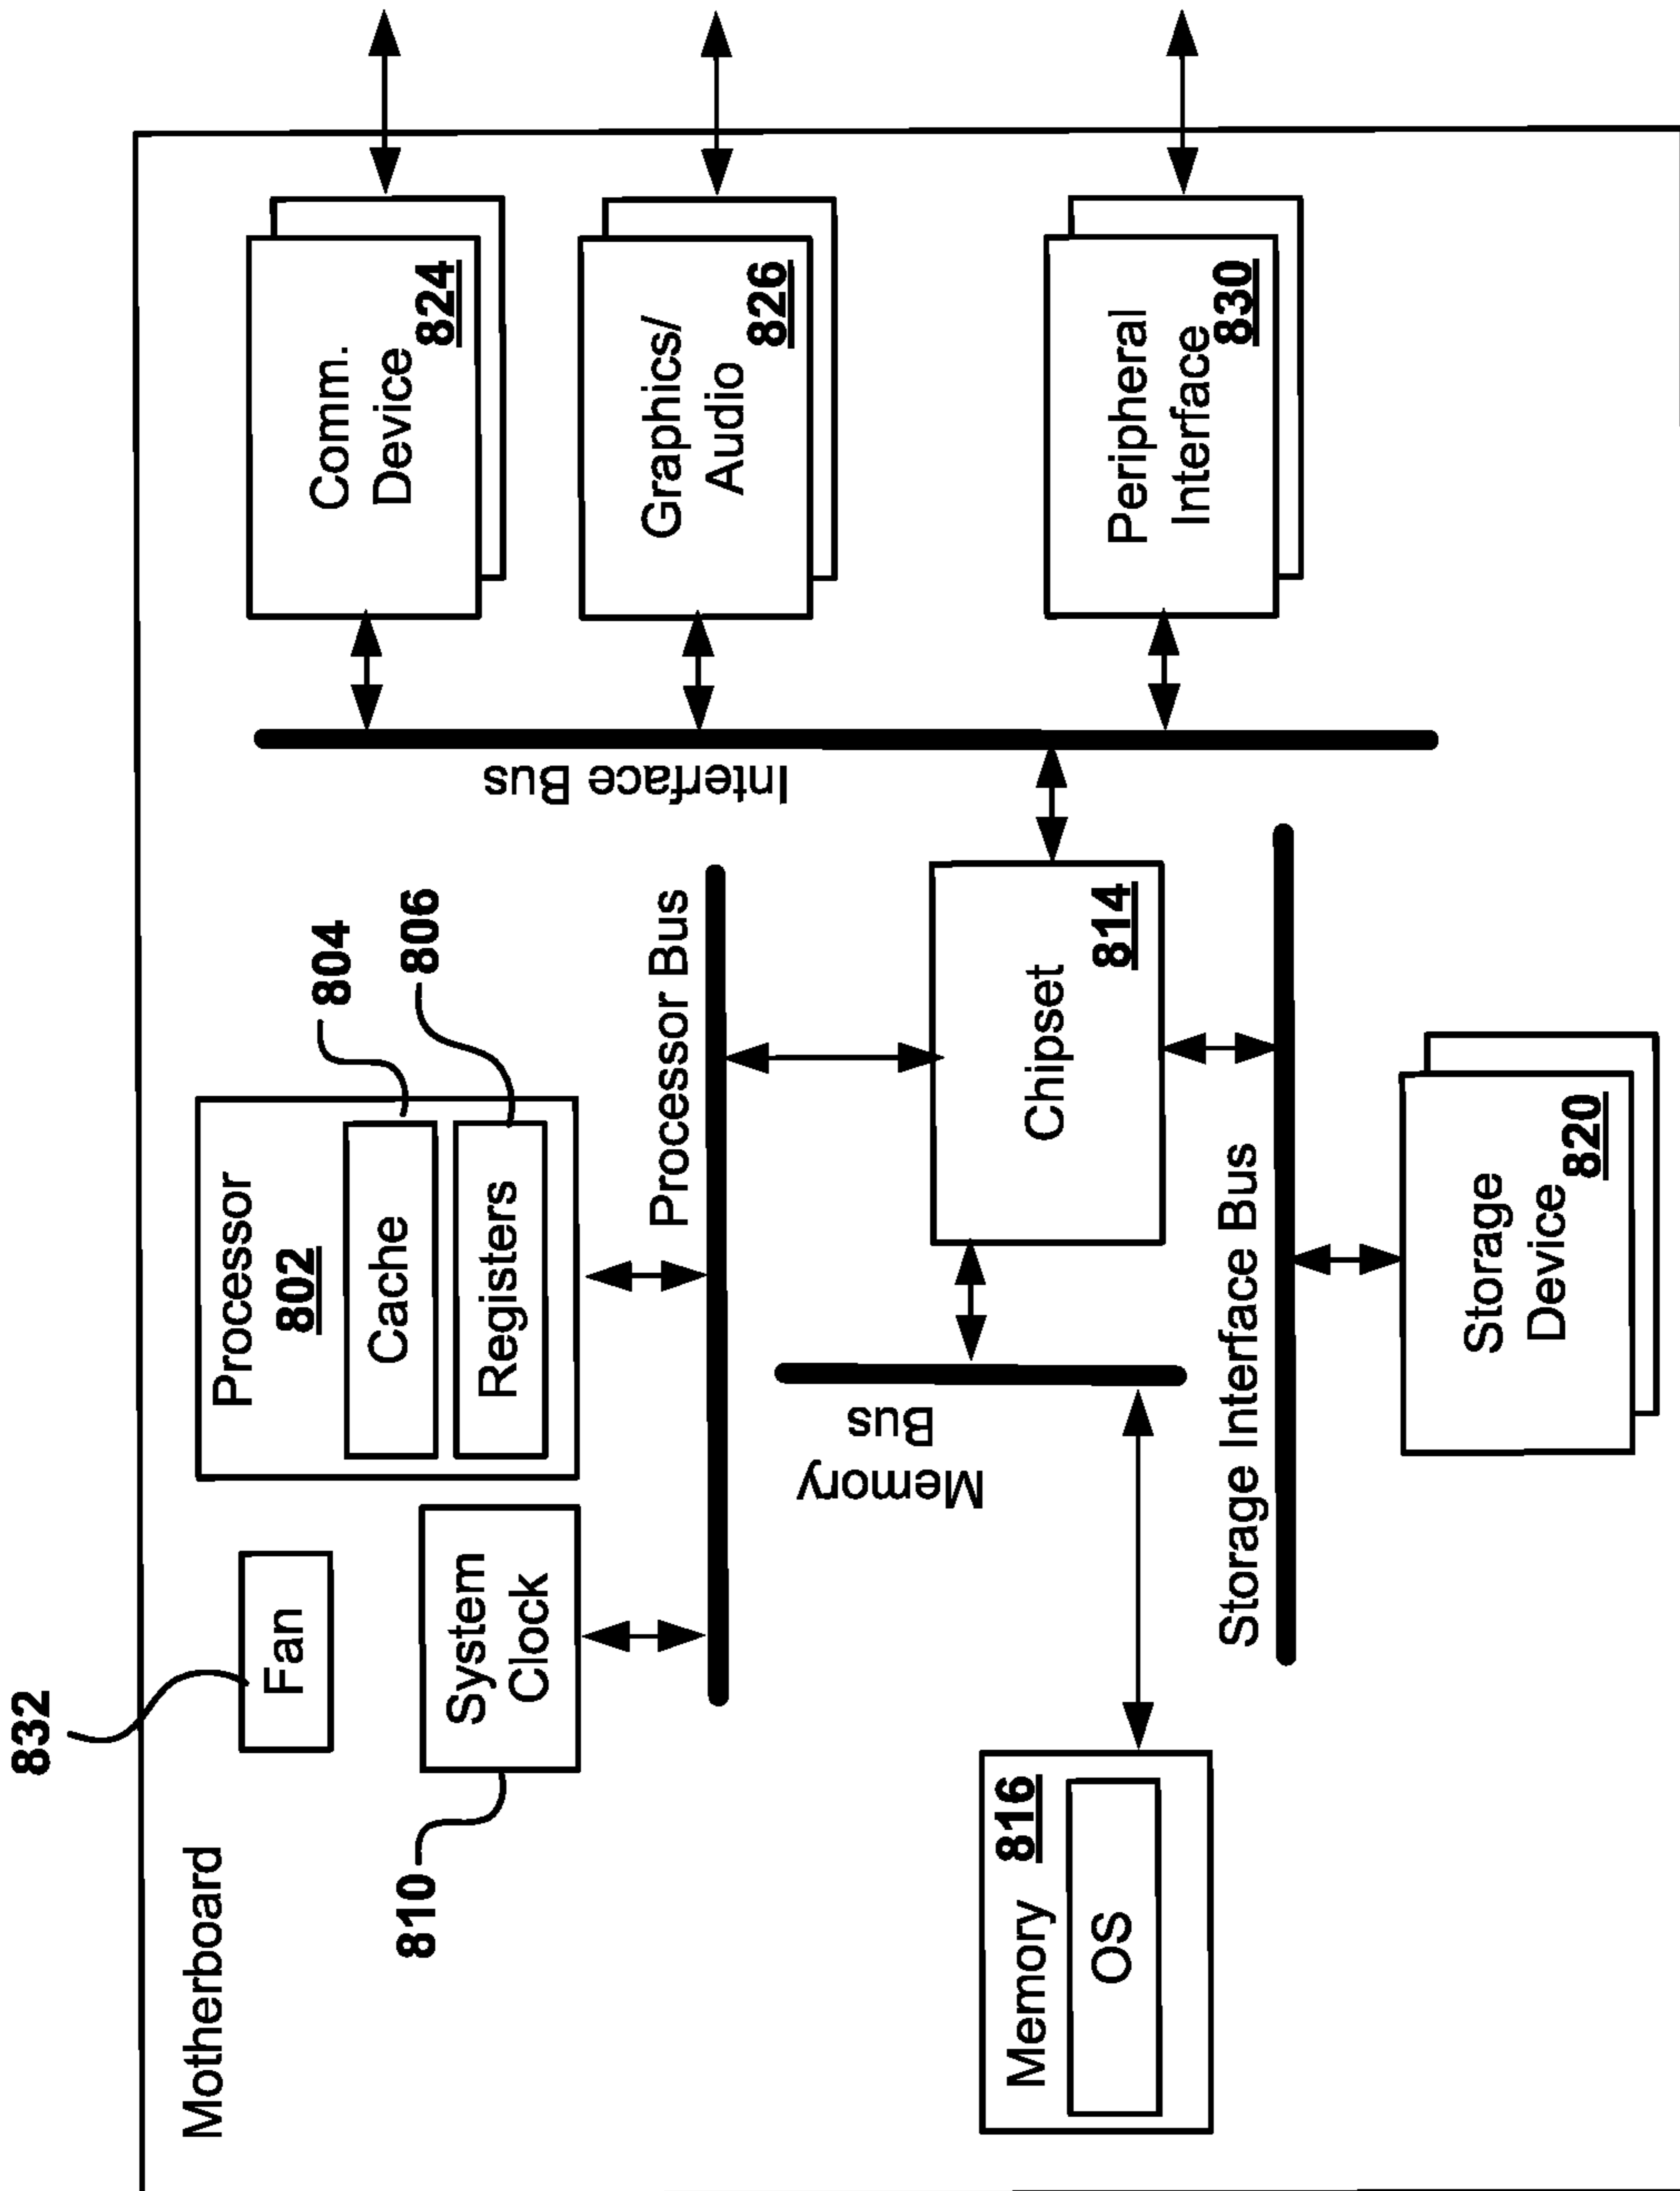 Motherboard
832
Fan
810
System
Clock
Processor
802
Cache
Registers
804
806
Processor Bus
Memory
816
OS
Memory
Bus
Chipset
814
Storage Interface Bus
Storage
Device
820
Interface Bus
Comm.
Device
824
Graphics/
Audio
826
Peripheral
Interface
830